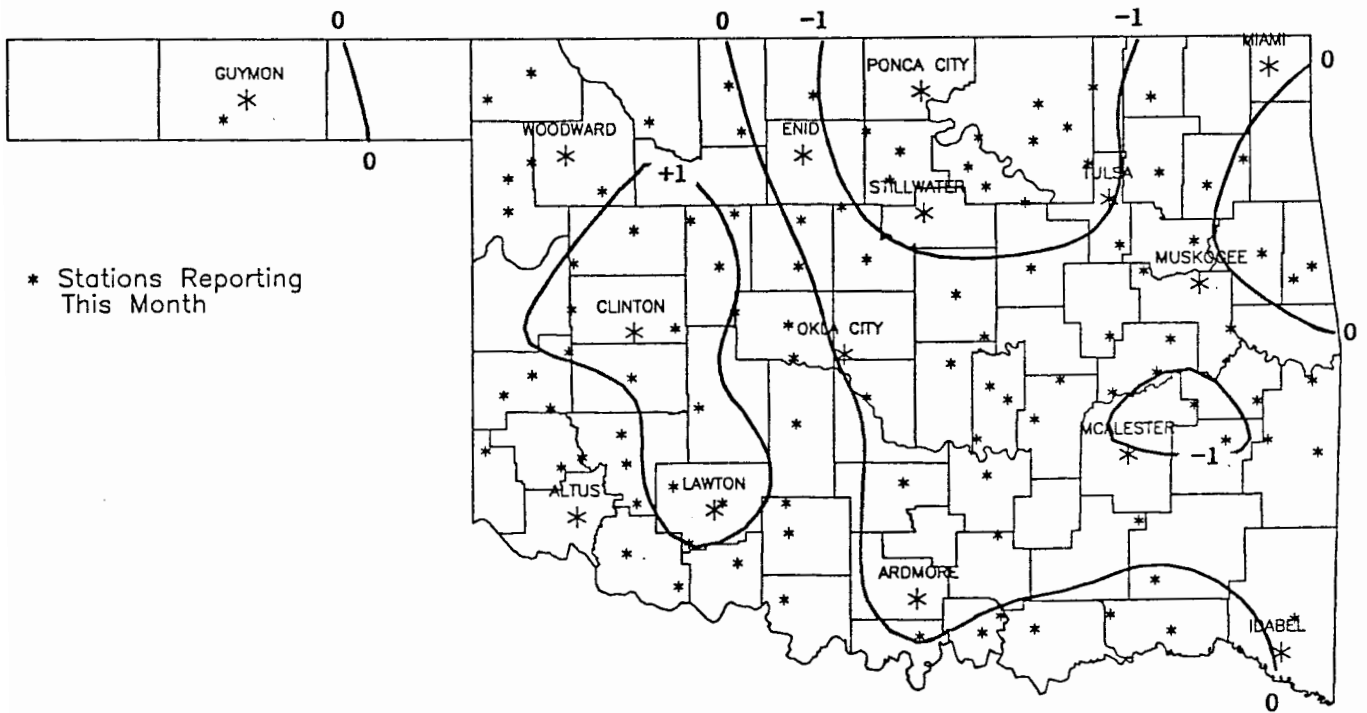 0 0 -1 -1
MIAMI
0
GUYMON
PONCA CITY
WOODWARD
ENID
0
+1
TULSA
STILLWATER
* Stations Reporting
This Month
MUSKOGEE
CLINTON
OKLA CITY
0
MCALESTER
-1
ALTUS
LAWTON
ARDMORE
IDABEL
0